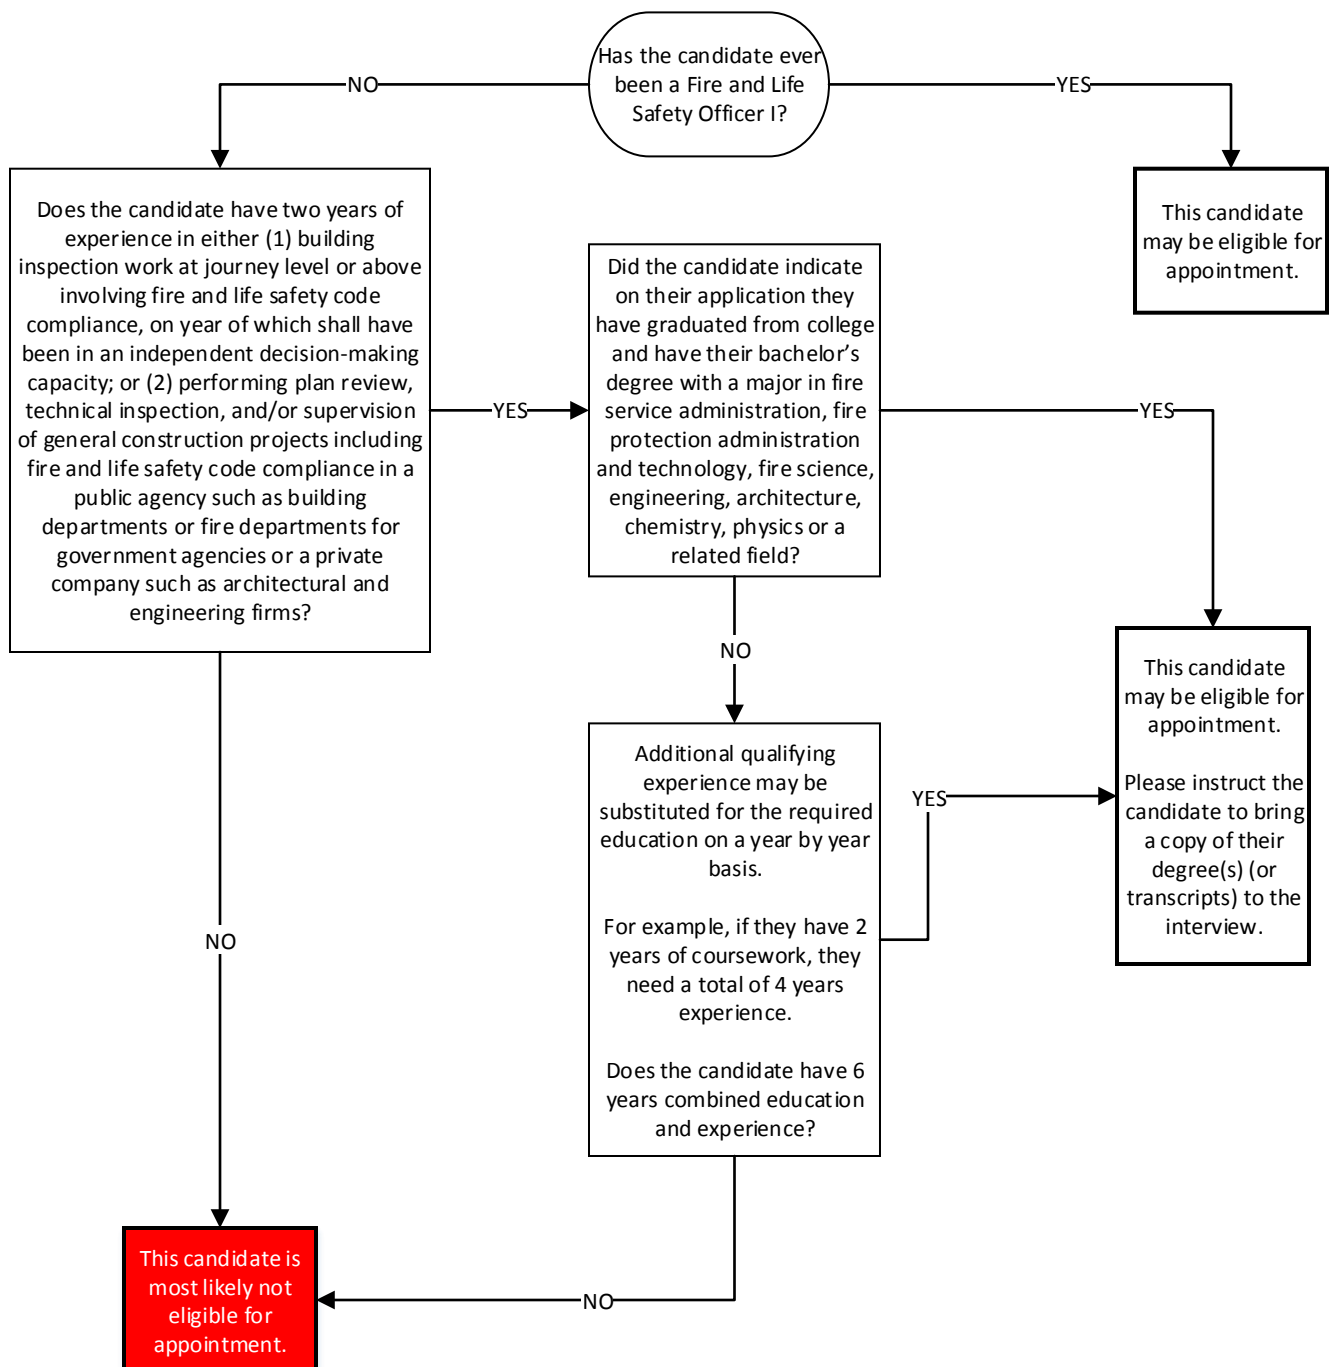 Has the candidate ever
been a Fire and Life
Safety Officer I?
NO
YES
Does the candidate have two years of
experience in either (1) building
inspection work at journey level or above
involving fire and life safety code
compliance, on year of which shall have
been in an independent decision-making
capacity; or (2) performing plan review,
technical inspection, and/or supervision
of general construction projects including
fire and life safety code compliance in a
public agency such as building
departments or fire departments for
government agencies or a private
company such as architectural and
engineering firms?
This candidate
may be eligible for
appointment.
YES
Did the candidate indicate
on their application they
have graduated from college
and have their bachelor's
degree with a major in fire
service administration, fire
protection administration
and technology, fire science,
engineering, architecture,
chemistry, physics or a
related field?
YES
NO
NO
Additional qualifying
experience may be
substituted for the required
education on a year by year
basis.
For example, if they have 2
years of coursework, they
need a total of 4 years
experience.
Does the candidate have 6
years combined education
and experience?
YES
This candidate
may be eligible for
appointment.
Please instruct the
candidate to bring
a copy of their
degree(s) (or
transcripts) to the
interview.
NO
This candidate is
most likely not
eligible for
appointment.